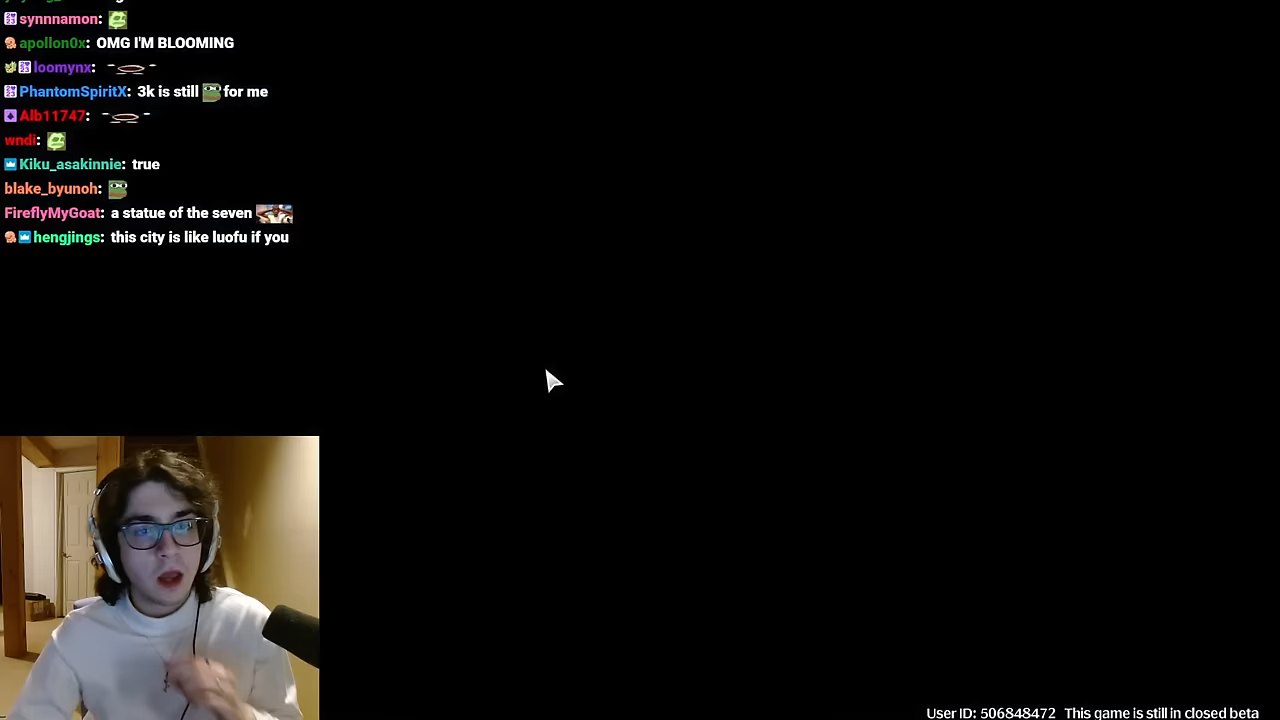 synnnamon:
apollon0x: OMG I'M BLOOMING
loomynx:
PhantomSpiritX: 3k is still for me
Alb11747:
wndi:
Kiku_asakinnie: true
blake_byunoh:
FireflyMyGoat: a statue of the seven
hengjings: this city is like luofu if you
User ID: 506848472 This game is still in closed beta